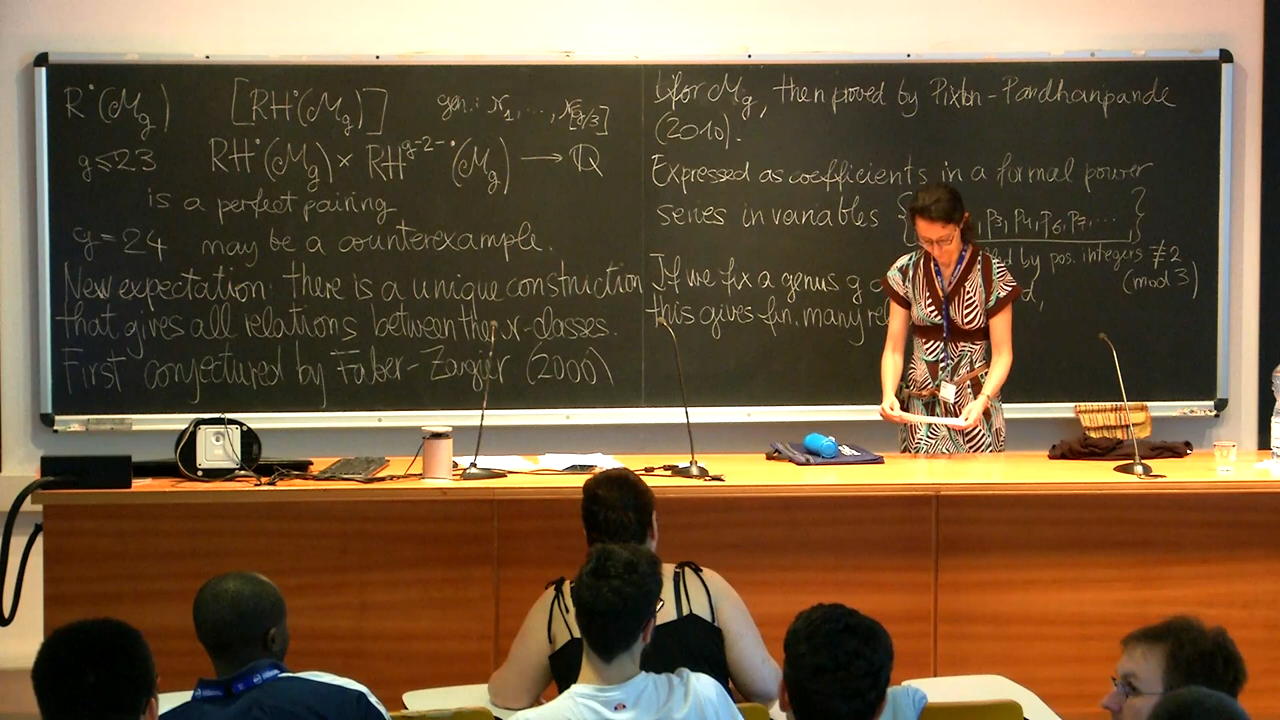 R•(ℳg) [RH•(ℳg)] gen.: ϰ1, ..., ϰ[g/3]
g≤23 RH•(ℳg) × RH^{g-2-•}(ℳg) → ℚ
is a perfect pairing
g=24 may be a counterexample.
New expectation: there is a unique construction
that gives all relations between the ϰ-classes.
First conjectured by Faber-Zagier (2000)
for ℳg, then proved by Pixton-Pandharipande
(2010).
Expressed as coefficients in a formal power
series in variables { , p3, p4, p6, p7, ... }
by pos. integers ≢2
(mod 3)
If we fix a genus g
this gives fin. many